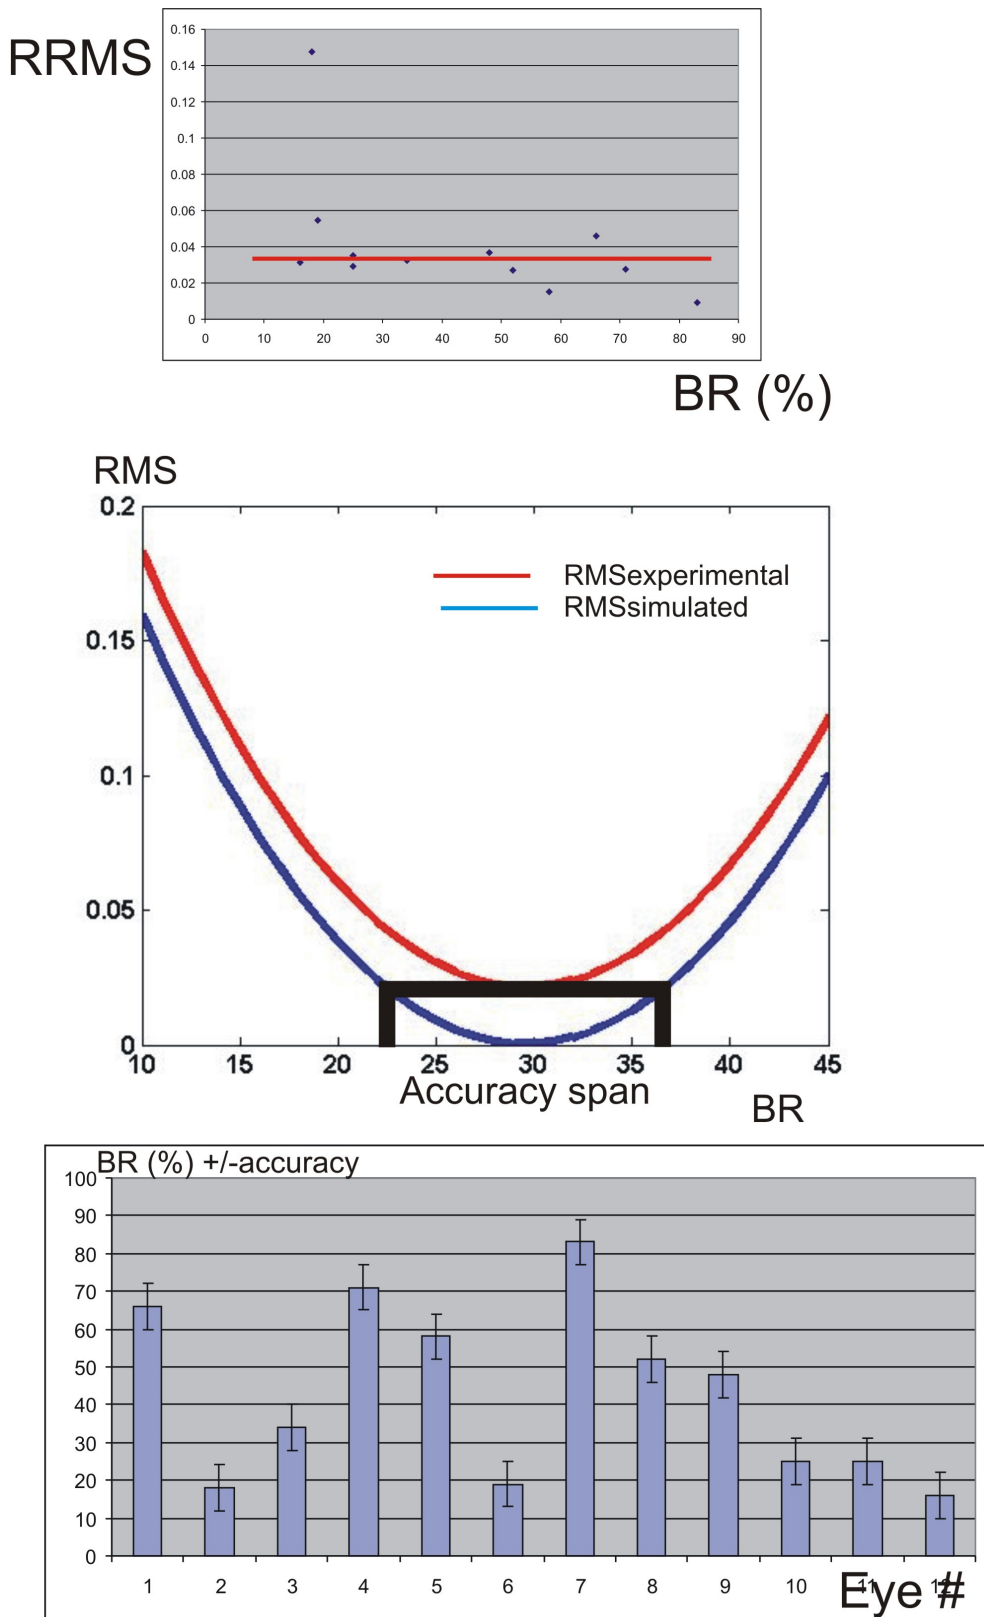 RRMS
0.16
0.14
0.12
0.1
0.08
0.06
0.04
0.02
0
0 10 20 30 40 50 60 70 80 90
BR (%)
RMS
0.2
0.15
0.1
0.05
0
RMSexperimental
RMSsimulated
10 15 20 25 30 35 40 45
Accuracy span
BR
BR (%) +/-accuracy
100
90
80
70
60
50
40
30
20
10
0
1 2 3 4 5 6 7 8 9 10 11 12
Eye #